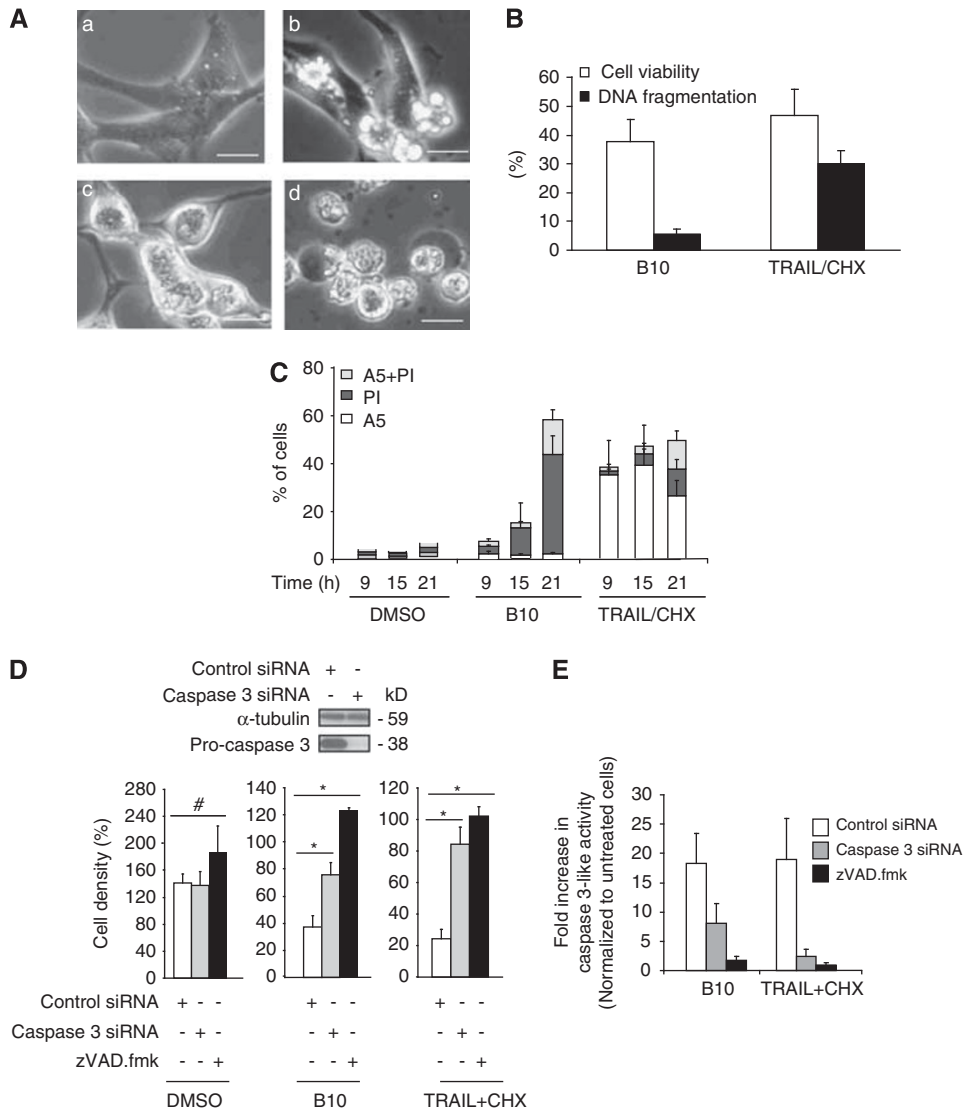 A
a
b
c
d
B
60
50
40
30
20
10
0
(%)
Cell viability
DNA fragmentation
B10
TRAIL/CHX
C
80
60
40
20
0
% of cells
A5+PI
PI
A5
Time (h) 9 15 21 9 15 21 9 15 21
DMSO B10 TRAIL/CHX
D
Control siRNA + -
Caspase 3 siRNA - + kD
α-tubulin - 59
Pro-caspase 3 - 38
Cell density (%)
280
240
200
160
120
80
40
0
#
140
120
100
80
60
40
20
0
*
*
120
100
80
60
40
20
0
*
*
Control siRNA + - - + - - + - -
Caspase 3 siRNA - + - - + - - + -
zVAD.fmk - - + - - + - - +
DMSO B10 TRAIL+CHX
E
Fold increase in
caspase 3-like activity
(Normalized to untreated cells)
30
25
20
15
10
5
0
Control siRNA
Caspase 3 siRNA
zVAD.fmk
B10 TRAIL+CHX